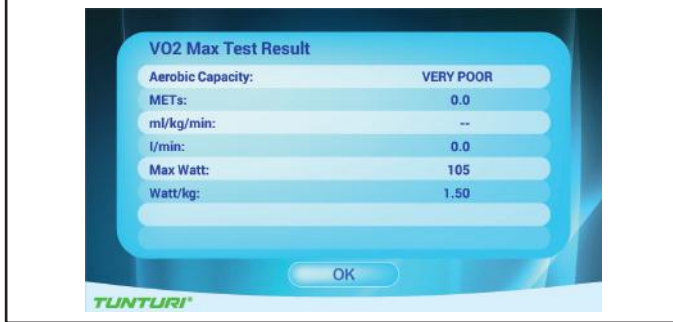 VO2 Max Test Result
Aerobic Capacity: VERY POOR
METs: 0.0
ml/kg/min: --
l/min: 0.0
Max Watt: 105
Watt/kg: 1.50
OK
TUNTURI®